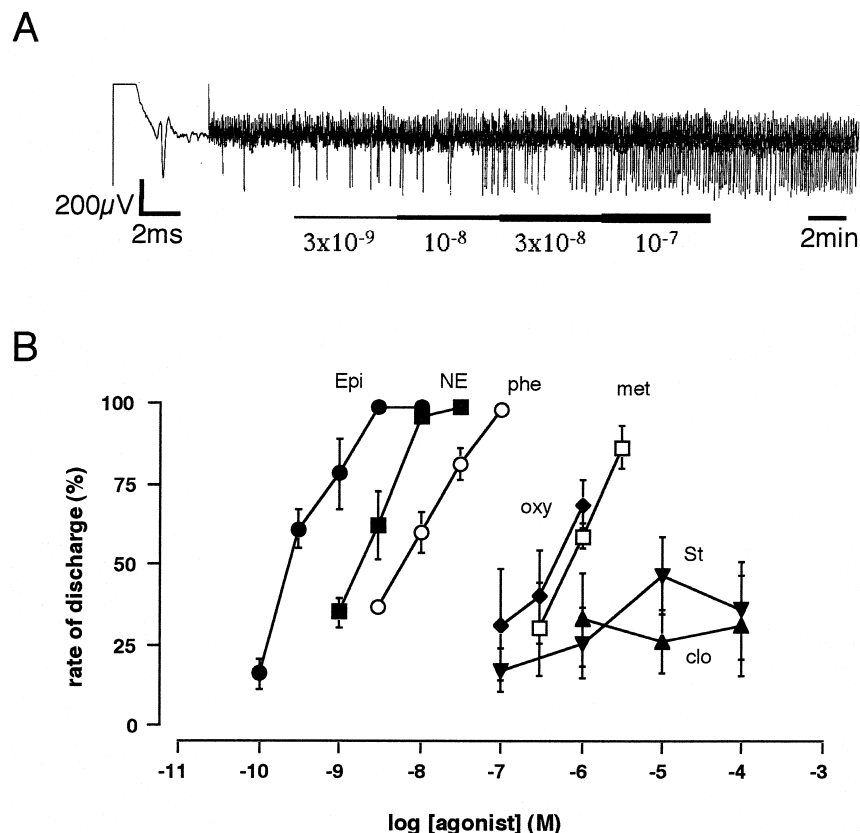 A
200µV
2ms
3x10-9 10-8 3x10-8 10-7
2min
B
Epi NE phe met
100
75
oxy
50
St
25
clo
0
rate of discharge (%)
-11 -10 -9 -8 -7 -6 -5 -4 -3
log [agonist] (M)